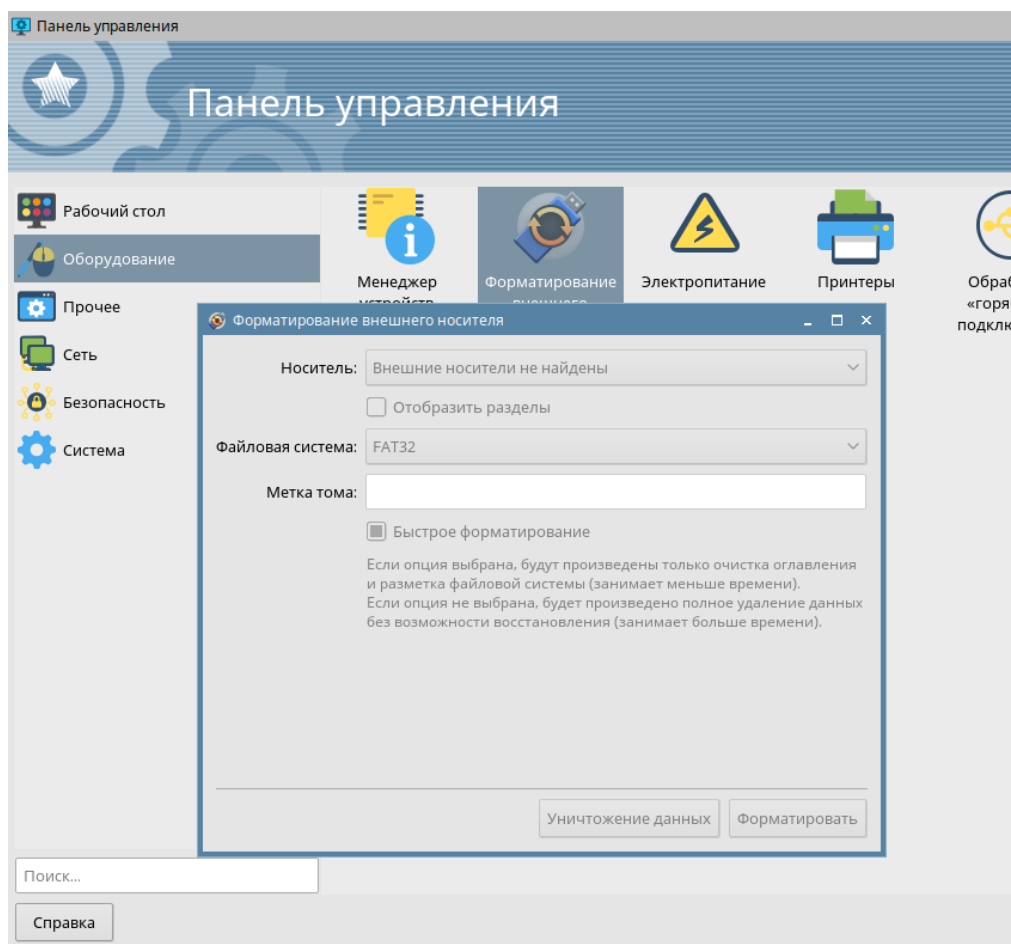 Панель управления
Панель управления
Рабочий стол
Оборудование
Прочее
Сеть
Безопасность
Система
Менеджер
устройств
Форматирование
внешнего
Электропитание
Принтеры
«горя
Форматирование внешнего носителя
Носитель: Внешние носители не найдены
Отобразить разделы
Файловая система: FAT32
Метка тома:
Быстрое форматирование
Если опция выбрана, будут произведены только очистка оглавления
и разметка файловой системы (занимает меньше времени).
Если опция не выбрана, будет произведено полное удаление данных
без возможности восстановления (занимает больше времени).
Уничтожение данных
Форматировать
Поиск...
Справка